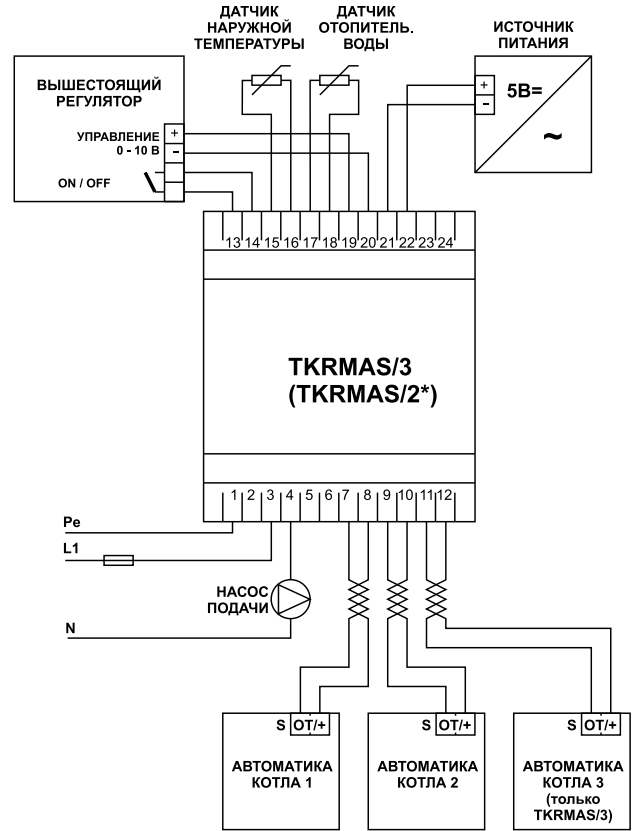 ДАТЧИК
НАРУЖНОЙ
ТЕМПЕРАТУРЫ
ДАТЧИК
ОТОПИТЕЛЬ.
ВОДЫ
ИСТОЧНИК
ПИТАНИЯ
ВЫШЕСТОЯЩИЙ
РЕГУЛЯТОР
УПРАВЛЕНИЕ
0 - 10 В
+
−
ON / OFF
+
−
5В=
~
13 14 15 16 17 18 19 20 21 22 23 24
TKRMAS/3
(TKRMAS/2*)
1 2 3 4 5 6 7 8 9 10 11 12
Pe
L1
НАСОС
ПОДАЧИ
N
S OT/+
АВТОМАТИКА
КОТЛА 1
S OT/+
АВТОМАТИКА
КОТЛА 2
S OT/+
АВТОМАТИКА
КОТЛА 3
(только
TKRMAS/3)